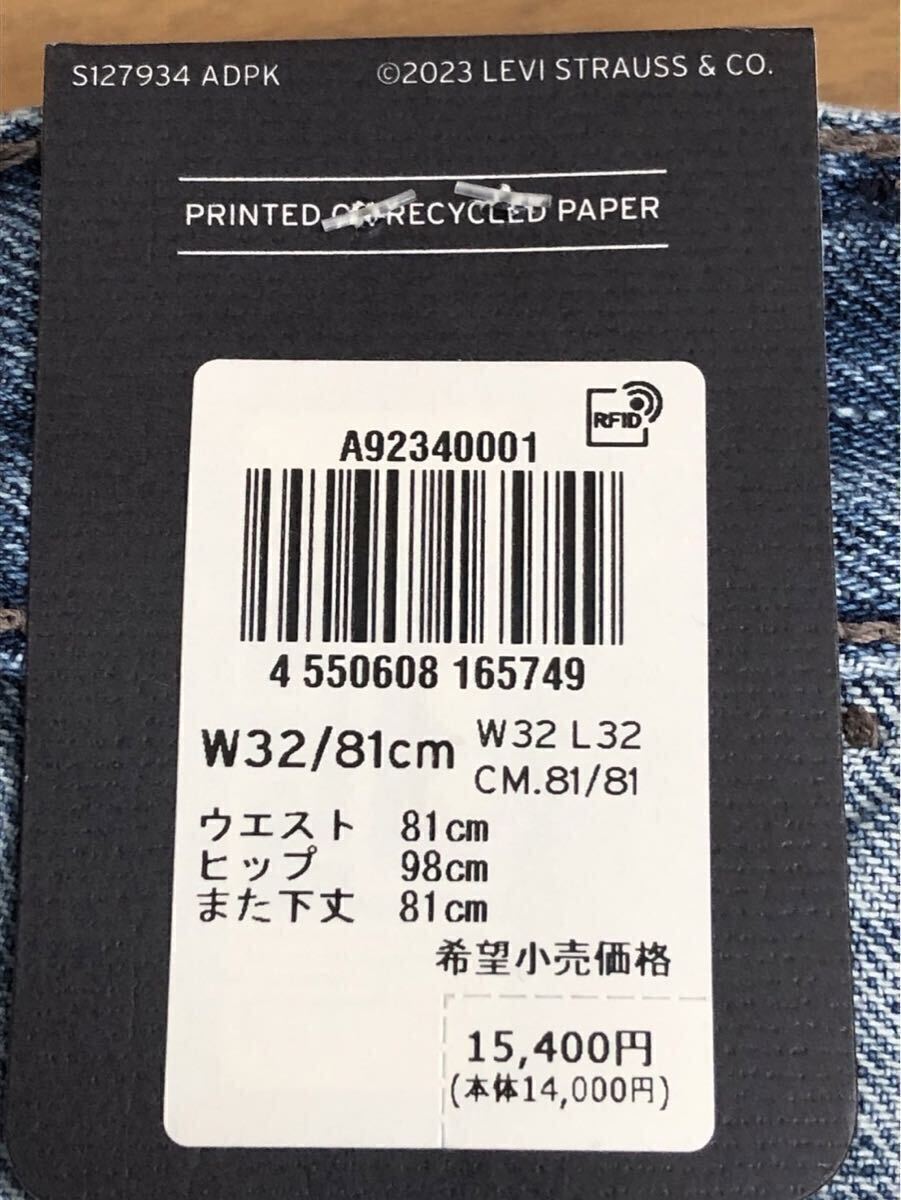 S127934 ADPK ©2023 LEVI STRAUSS & CO.
PRINTED ON RECYCLED PAPER
RFID
A92340001
4 550608 165749
W32/81cm W32 L32
CM.81/81
ウエスト 81cm
ヒップ 98cm
また下丈 81cm
希望小売価格
15,400円
(本体14,000円)